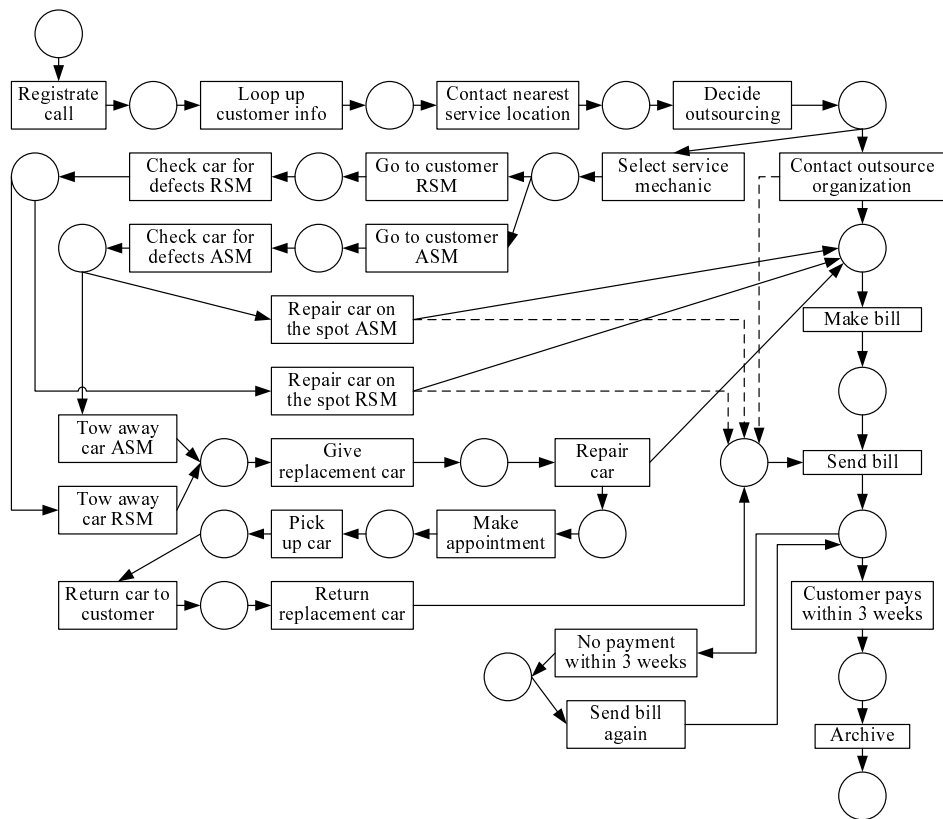 Registrate
call
Loop up
customer info
Contact nearest
service location
Decide
outsourcing
Check car for
defects RSM
Go to customer
RSM
Select service
mechanic
Contact outsource
organization
Check car for
defects ASM
Go to customer
ASM
Repair car on
the spot ASM
Make bill
Repair car on
the spot RSM
Tow away
car ASM
Give
replacement car
Repair
car
Send bill
Tow away
car RSM
Pick
up car
Make
appointment
Return car to
customer
Return
replacement car
Customer pays
within 3 weeks
No payment
within 3 weeks
Send bill
again
Archive